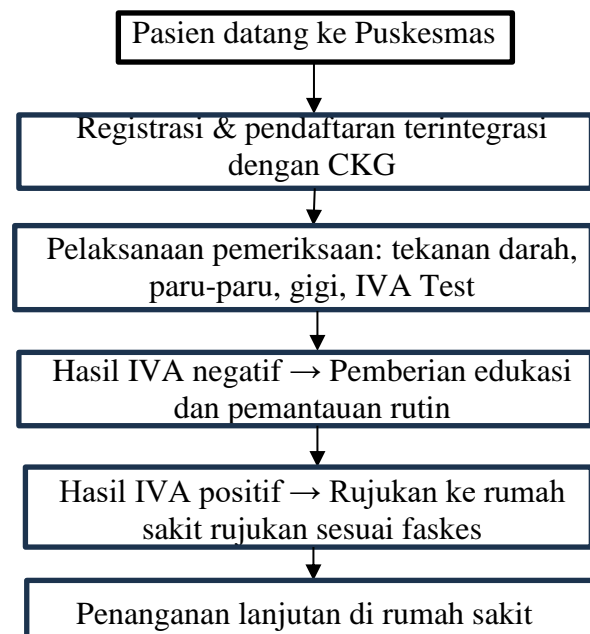 Pasien datang ke Puskesmas
Registrasi & pendaftaran terintegrasi
dengan CKG
Pelaksanaan pemeriksaan: tekanan darah,
paru-paru, gigi, IVA Test
Hasil IVA negatif → Pemberian edukasi
dan pemantauan rutin
Hasil IVA positif → Rujukan ke rumah
sakit rujukan sesuai faskes
Penanganan lanjutan di rumah sakit